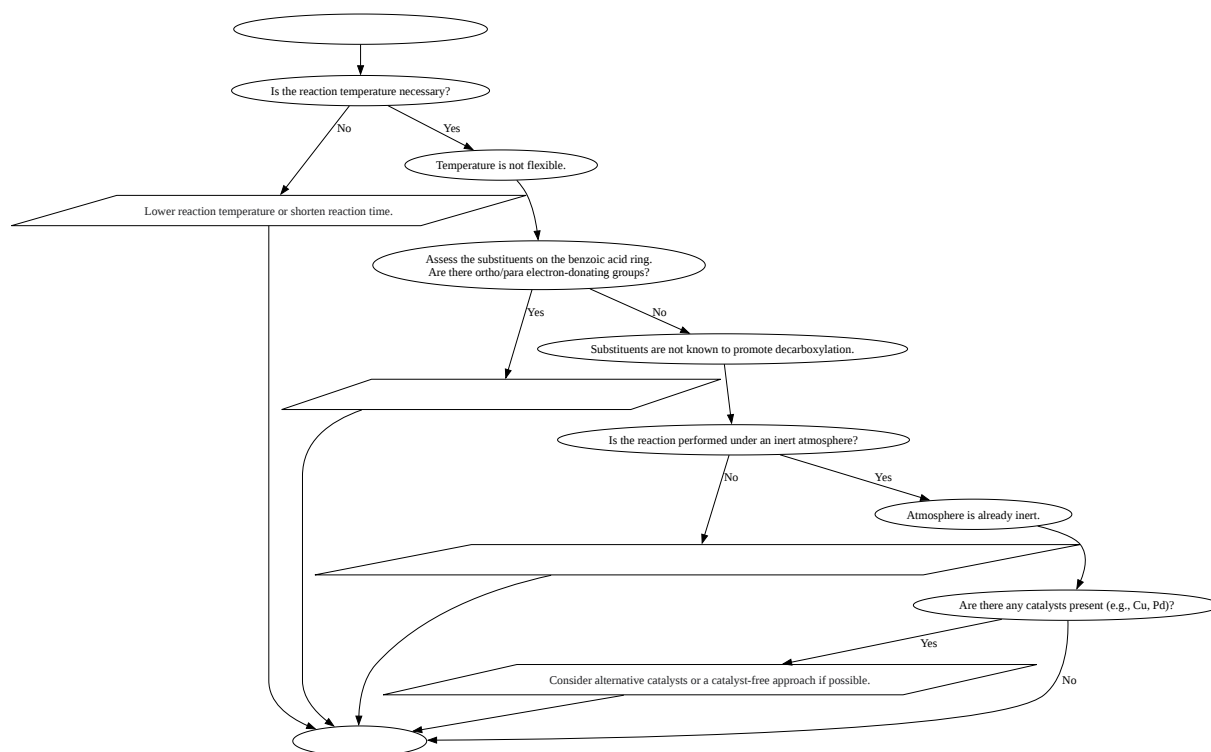 Is the reaction temperature necessary?
No
Yes
Temperature is not flexible.
Lower reaction temperature or shorten reaction time.
Assess the substituents on the benzoic acid ring.
Are there ortho/para electron-donating groups?
Yes
No
Substituents are not known to promote decarboxylation.
Is the reaction performed under an inert atmosphere?
No
Yes
Atmosphere is already inert.
Are there any catalysts present (e.g., Cu, Pd)?
Yes
Consider alternative catalysts or a catalyst-free approach if possible.
No